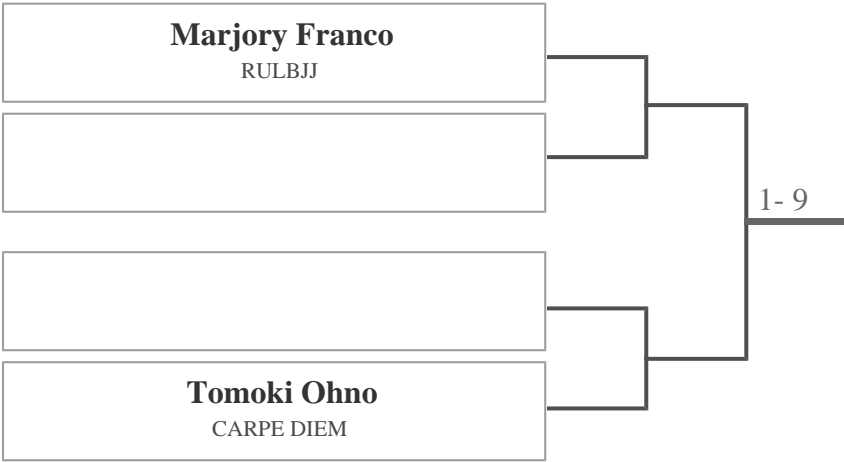 Marjory Franco
RULBJJ
1- 9
Tomoki Ohno
CARPE DIEM